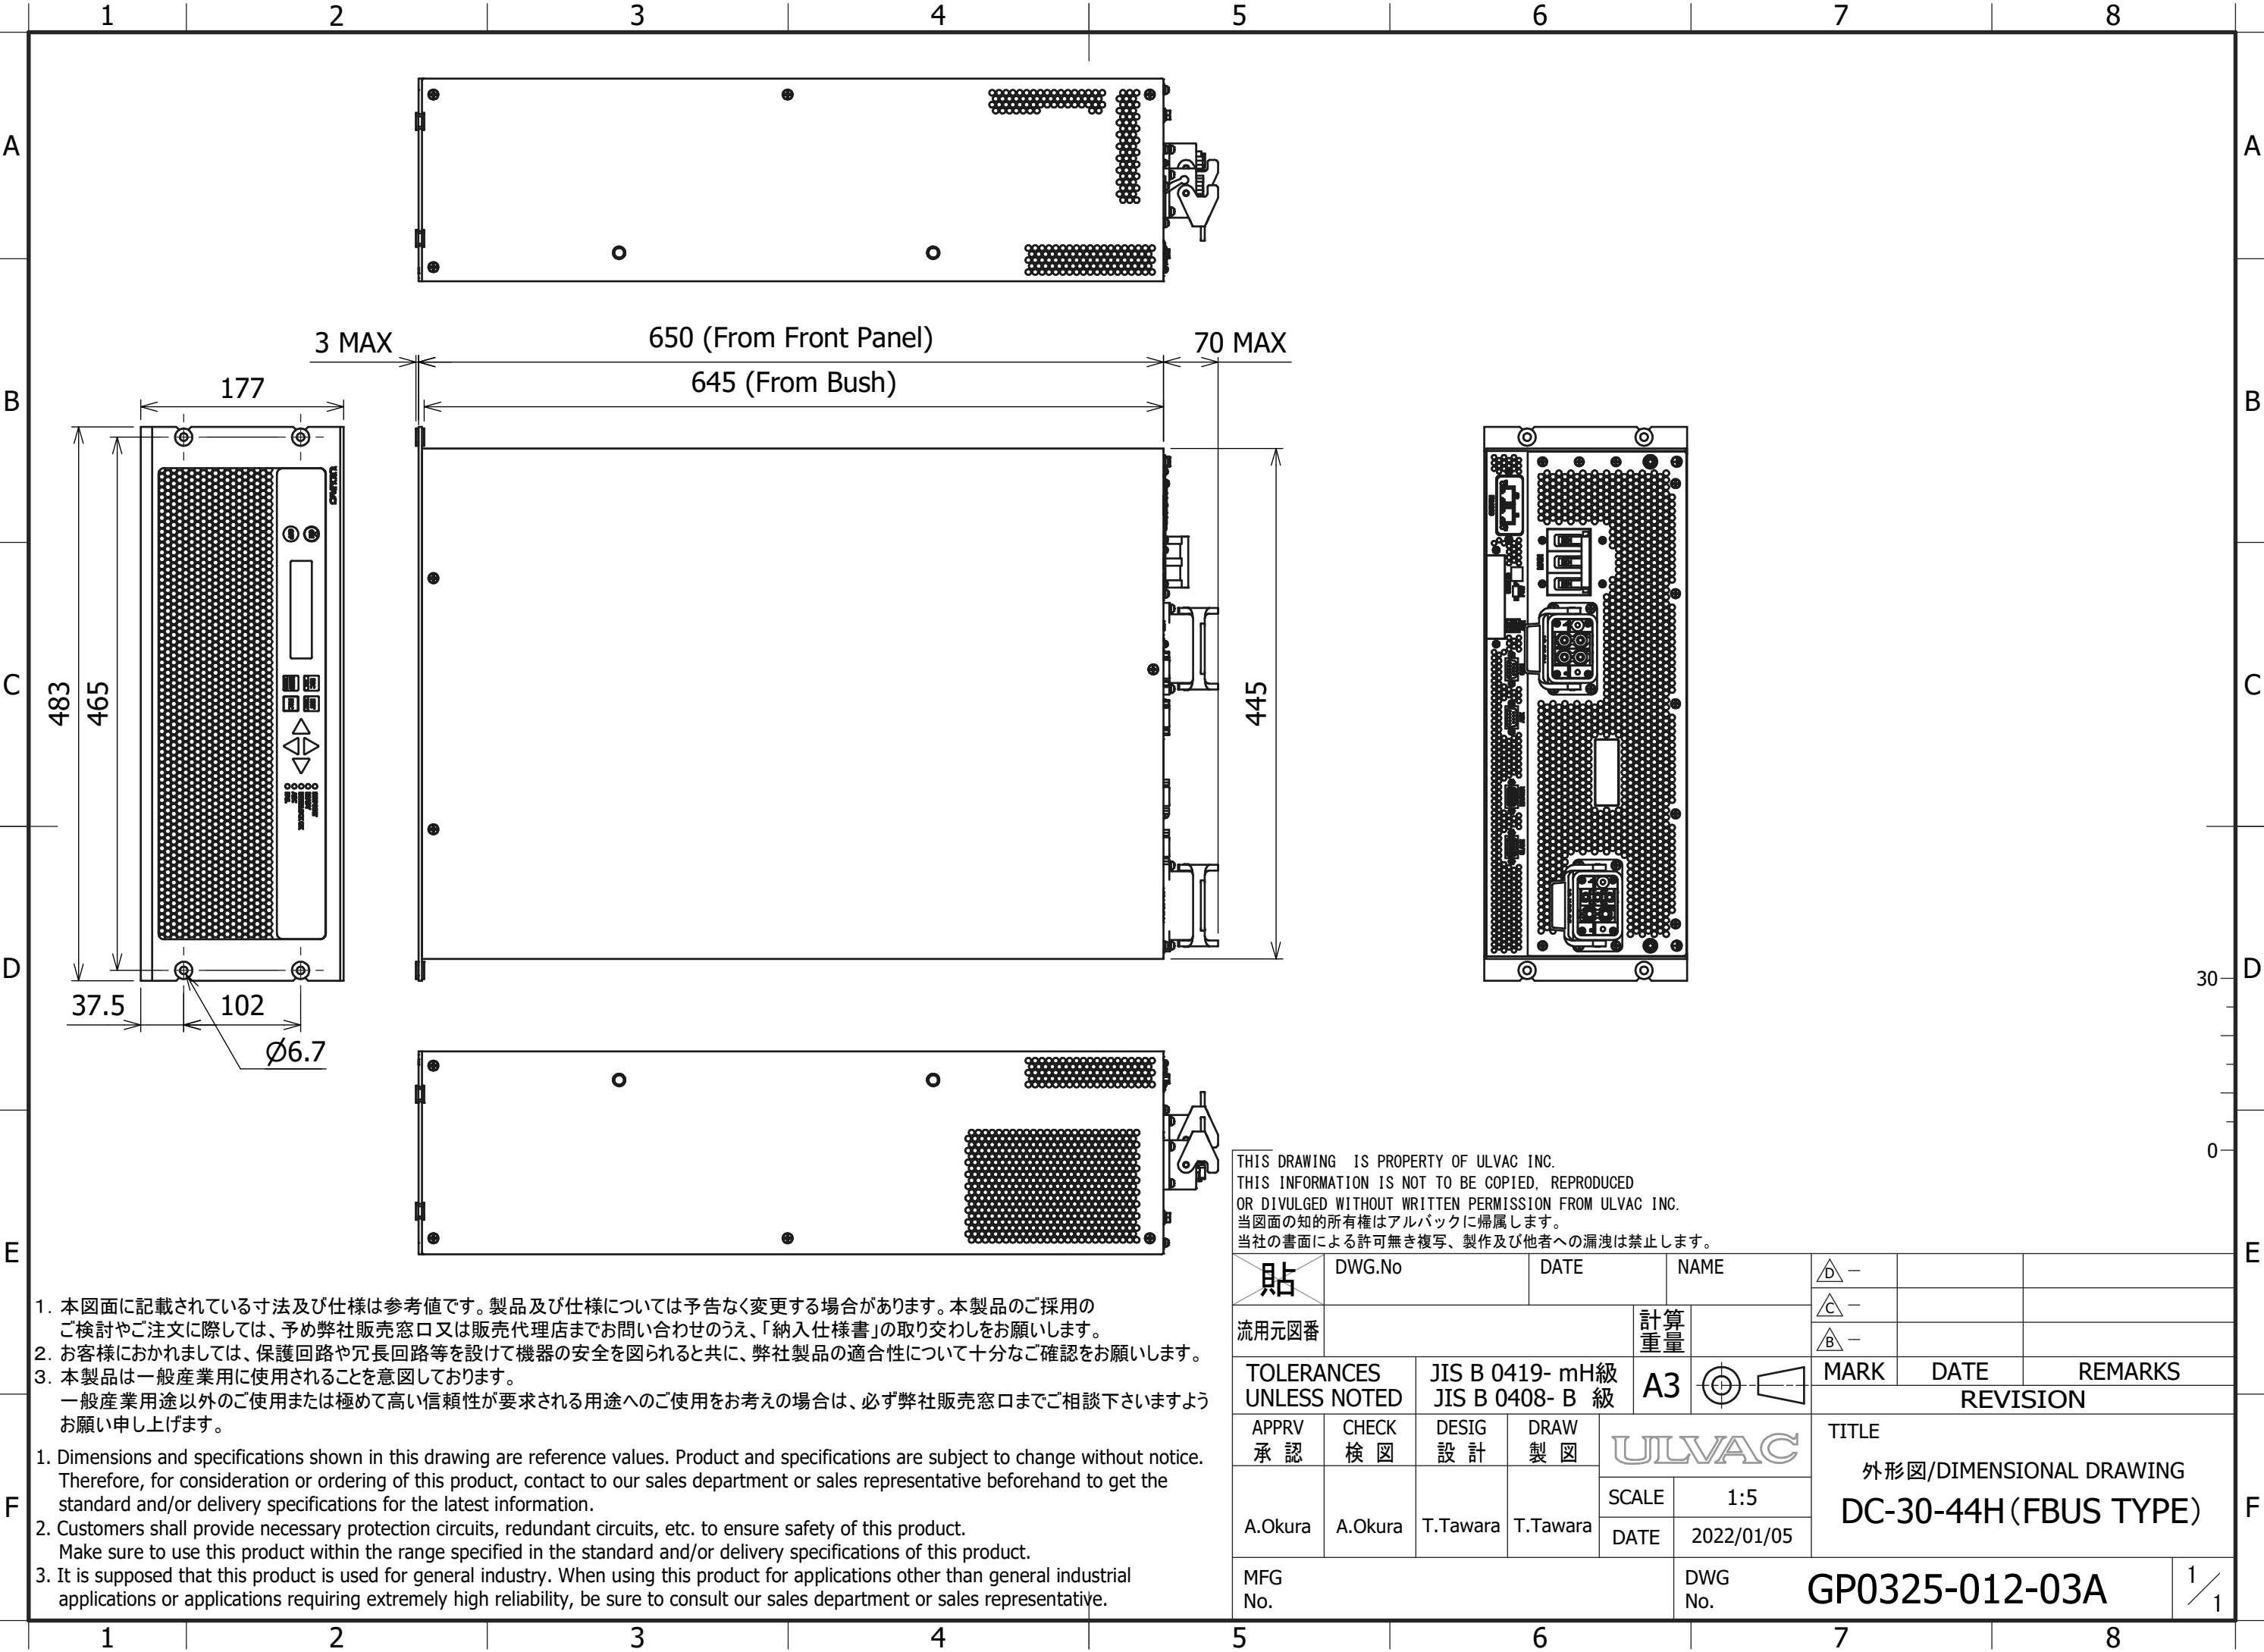 1 2 3 4 5 6 7 8
A A
B B
C C
D D
E E
F F
3 MAX
650 (From Front Panel)
70 MAX
645 (From Bush)
177
483
465
445
37.5
102
Ø6.7
ULVAC
30
0
THIS DRAWING IS PROPERTY OF ULVAC INC.
THIS INFORMATION IS NOT TO BE COPIED, REPRODUCED
OR DIVULGED WITHOUT WRITTEN PERMISSION FROM ULVAC INC.
当図面の知的所有権はアルバックに帰属します。
当社の書面による許可無き複写、製作及び他者への漏洩は禁止します。
1. 本図面に記載されている寸法及び仕様は参考値です。製品及び仕様については予告なく変更する場合があります。本製品のご採用の
ご検討やご注文に際しては、予め弊社販売窓口又は販売代理店までお問い合わせのうえ、「納入仕様書」の取り交わしをお願いします。
2. お客様におかれましては、保護回路や冗長回路等を設けて機器の安全を図られると共に、弊社製品の適合性について十分なご確認をお願いします。
3. 本製品は一般産業用に使用されることを意図しております。
一般産業用途以外のご使用または極めて高い信頼性が要求される用途へのご使用をお考えの場合は、必ず弊社販売窓口までご相談下さいますよう
お願い申し上げます。
1. Dimensions and specifications shown in this drawing are reference values. Product and specifications are subject to change without notice.
Therefore, for consideration or ordering of this product, contact to our sales department or sales representative beforehand to get the
standard and/or delivery specifications for the latest information.
2. Customers shall provide necessary protection circuits, redundant circuits, etc. to ensure safety of this product.
Make sure to use this product within the range specified in the standard and/or delivery specifications of this product.
3. It is supposed that this product is used for general industry. When using this product for applications other than general industrial
applications or applications requiring extremely high reliability, be sure to consult our sales department or sales representative.
貼 DWG.No DATE NAME
D –
C –
流用元図番 計算重量
B –
TOLERANCES UNLESS NOTED
JIS B 0419- mH級
JIS B 0408- B 級
A3
MARK DATE REMARKS
REVISION
APPRV 承認 CHECK 検図 DESIG 設計 DRAW 製図
ULVAC
TITLE
外形図/DIMENSIONAL DRAWING
DC-30-44H(FBUS TYPE)
A.Okura A.Okura T.Tawara T.Tawara
SCALE 1:5
DATE 2022/01/05
MFG No.
DWG No. GP0325-012-03A
1/1
1 2 3 4 5 6 7 8